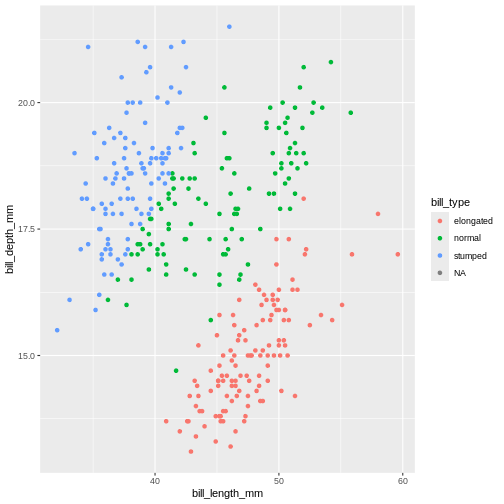 20.0
17.5
15.0
40
50
60
bill_length_mm
bill_depth_mm
bill_type
elongated
normal
stumped
NA